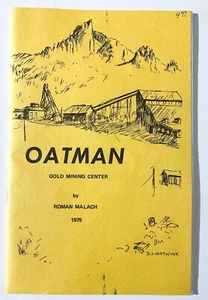 OATMAN
GOLD MINING CENTER
by
ROMAN MALACH
1975